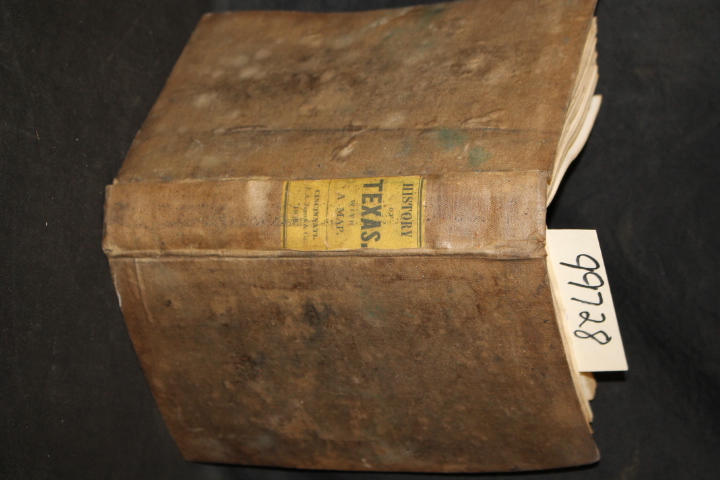 HISTORY
OF
TEXAS,
WITH
A MAP.
CINCINNATI.
99728